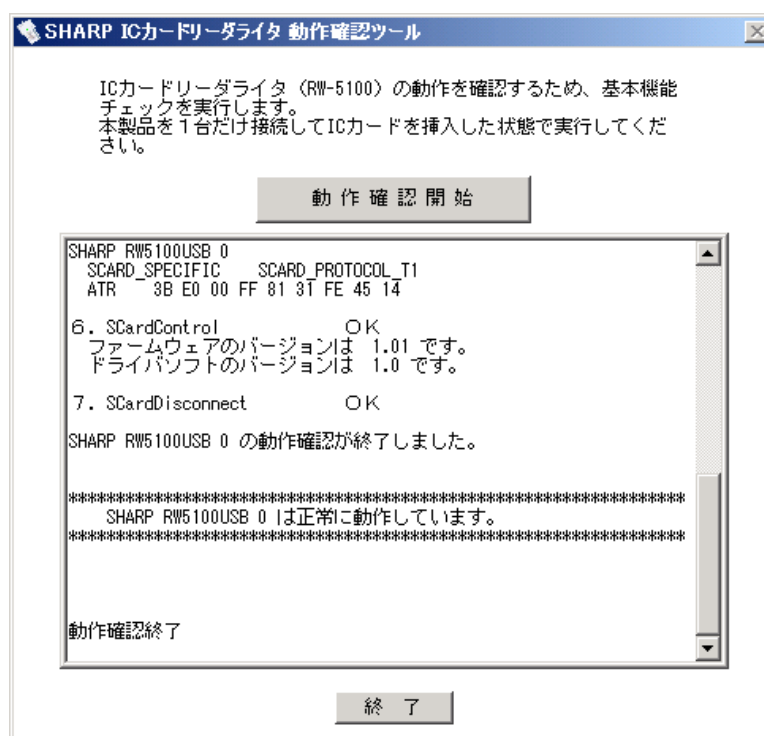 SHARP ICカードリーダライタ 動作確認ツール
ICカードリーダライタ（RW-5100）の動作を確認するため、基本機能
チェックを実行します。
本製品を１台だけ接続してICカードを挿入した状態で実行してくだ
さい。
動 作 確 認 開 始
SHARP RW5100USB 0
SCARD_SPECIFIC SCARD_PROTOCOL_T1
ATR 3B E0 00 FF 81 31 FE 45 14
６．SCardControl ＯＫ
ファームウェアのバージョンは 1.01 です。
ドライバソフトのバージョンは 1.0 です。
７．SCardDisconnect ＯＫ
SHARP RW5100USB 0 の動作確認が終了しました。
****************************************************************
SHARP RW5100USB 0 は正常に動作しています。
****************************************************************
動作確認終了
終 了